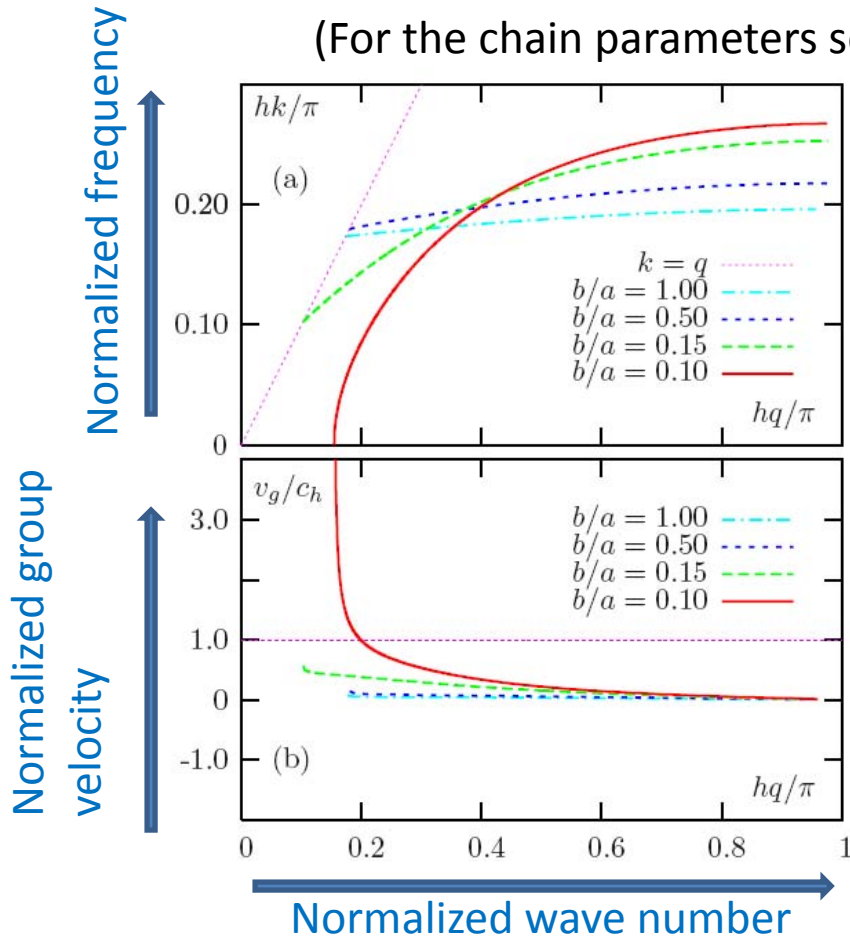 (For the chain parameters s
Normalized frequency
hk/π
(a)
0.20
0.10
0
k = q
b/a = 1.00
b/a = 0.50
b/a = 0.15
b/a = 0.10
hq/π
Normalized group
velocity
v_g/c_h
3.0
1.0
0
-1.0
b/a = 1.00
b/a = 0.50
b/a = 0.15
b/a = 0.10
(b)
hq/π
0 0.2 0.4 0.6 0.8 1
Normalized wave number